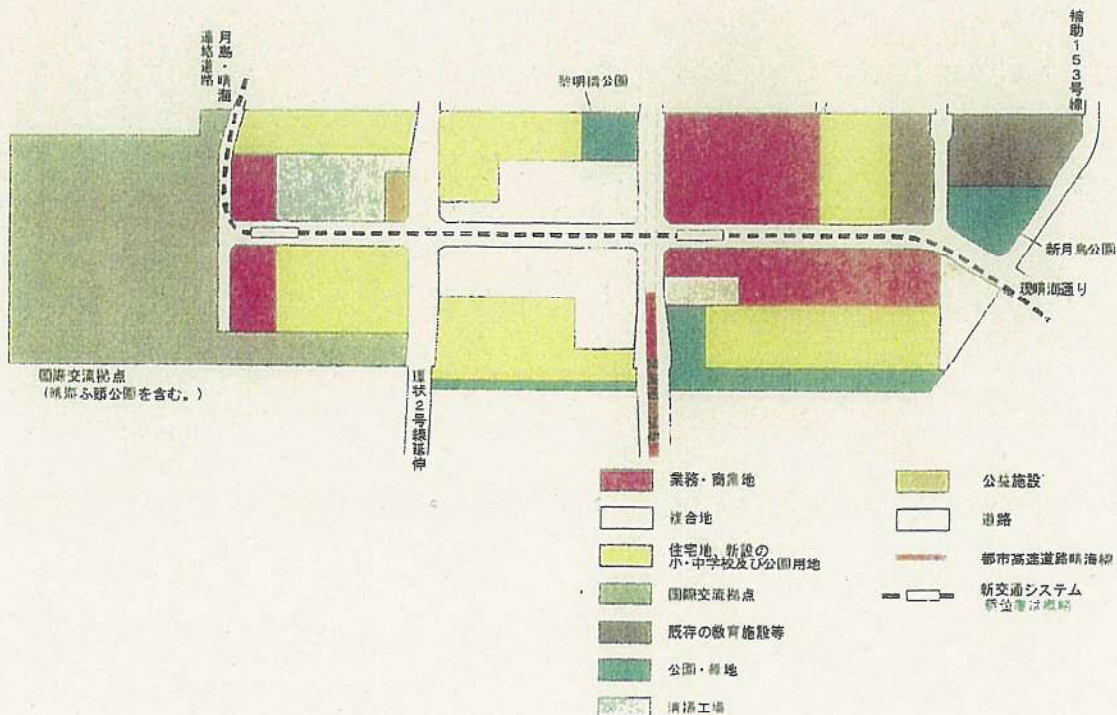 月島・晴海
連絡道路
黎明橋公園
補助153号線
新月島公園
現晴海通り
国際交流拠点
(晴海ふ頭公園を含む。)
環状2号線延伸
業務・商業地
複合地
住宅地、新設の
小・中学校及び公園用地
国際交流拠点
既存の教育施設等
公園・緑地
清掃工場
公益施設
道路
都市高速道路晴海線
新交通システム
駅位置は概略